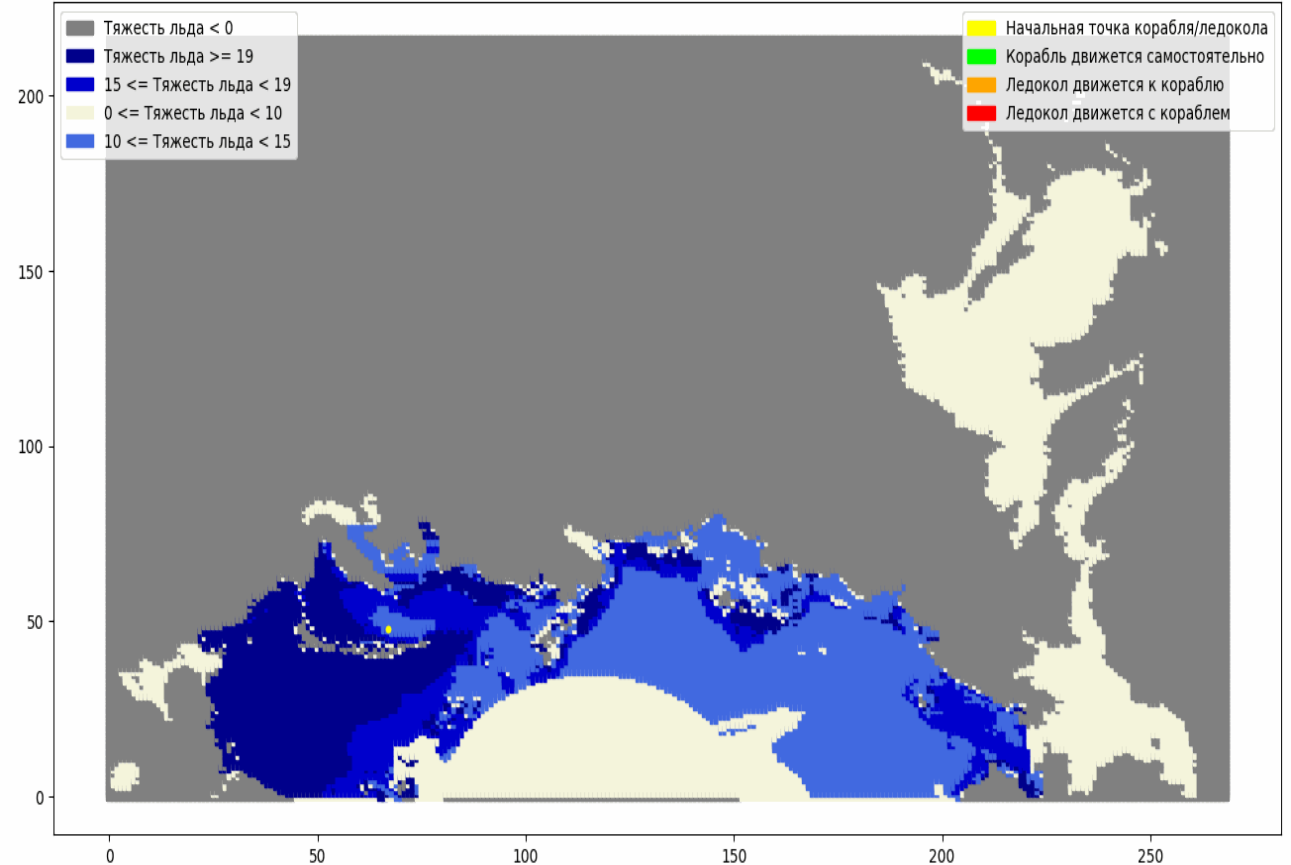 Тяжесть льда < 0
Тяжесть льда >= 19
15 <= Тяжесть льда < 19
0 <= Тяжесть льда < 10
10 <= Тяжесть льда < 15
Начальная точка корабля/ледокола
Корабль движется самостоятельно
Ледокол движется к кораблю
Ледокол движется с кораблем
200
150
100
50
0
0 50 100 150 200 250